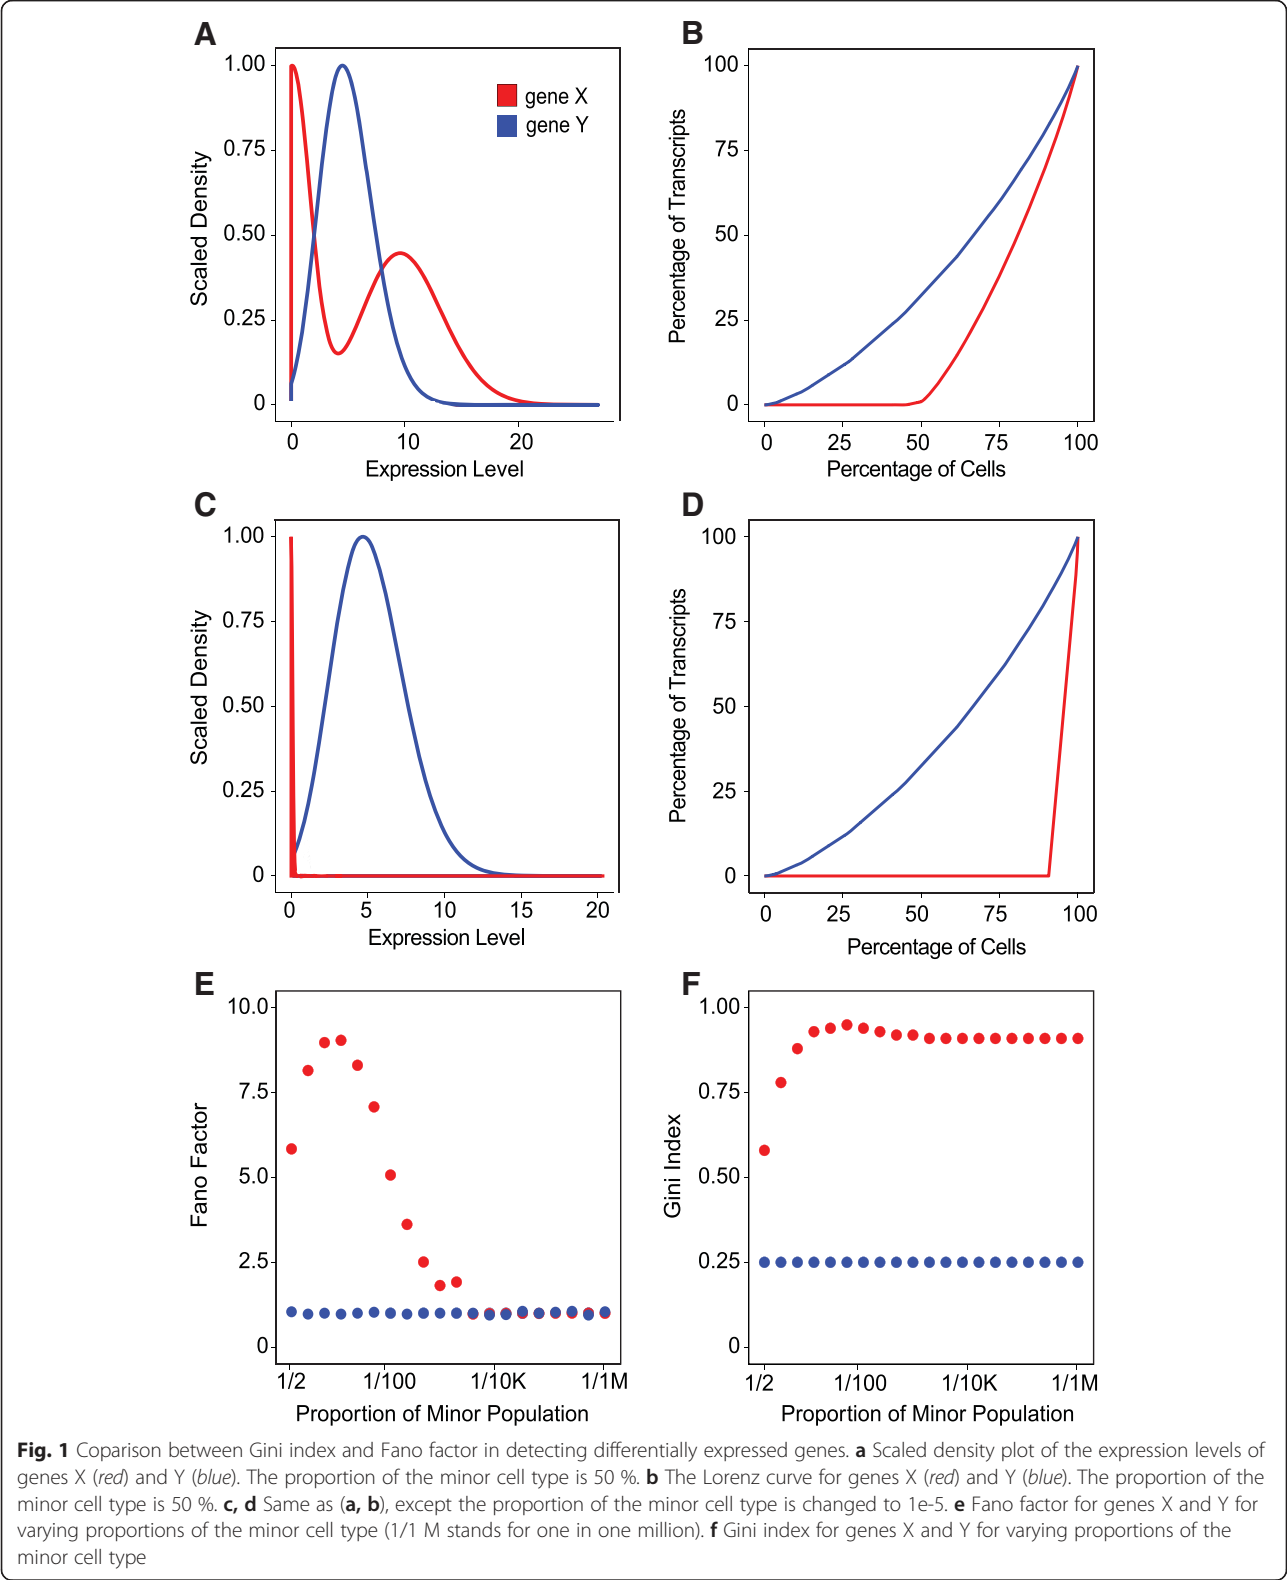 A
1.00
0.75
0.50
0.25
0
Scaled Density
gene X
gene Y
0 10 20
Expression Level
B
100
75
50
25
0
Percentage of Transcripts
0 25 50 75 100
Percentage of Cells
C
1.00
0.75
0.50
0.25
0
Scaled Density
0 5 10 15 20
Expression Level
D
100
75
50
25
0
Percentage of Transcripts
0 25 50 75 100
Percentage of Cells
E
10.0
7.5
5.0
2.5
0
Fano Factor
1/2 1/100 1/10K 1/1M
Proportion of Minor Population
F
1.00
0.75
0.50
0.25
0
Gini Index
1/2 1/100 1/10K 1/1M
Proportion of Minor Population
Fig. 1 Coparison between Gini index and Fano factor in detecting differentially expressed genes. a Scaled density plot of the expression levels of
genes X (red) and Y (blue). The proportion of the minor cell type is 50 %. b The Lorenz curve for genes X (red) and Y (blue). The proportion of the
minor cell type is 50 %. c, d Same as (a, b), except the proportion of the minor cell type is changed to 1e-5. e Fano factor for genes X and Y for
varying proportions of the minor cell type (1/1 M stands for one in one million). f Gini index for genes X and Y for varying proportions of the
minor cell type